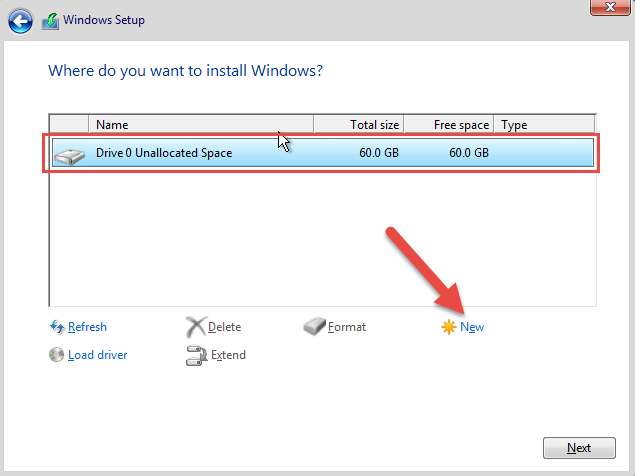 Windows Setup
Where do you want to install Windows?
Name Total size Free space Type
Drive 0 Unallocated Space 60.0 GB 60.0 GB
Refresh Delete Format New
Load driver Extend
Next